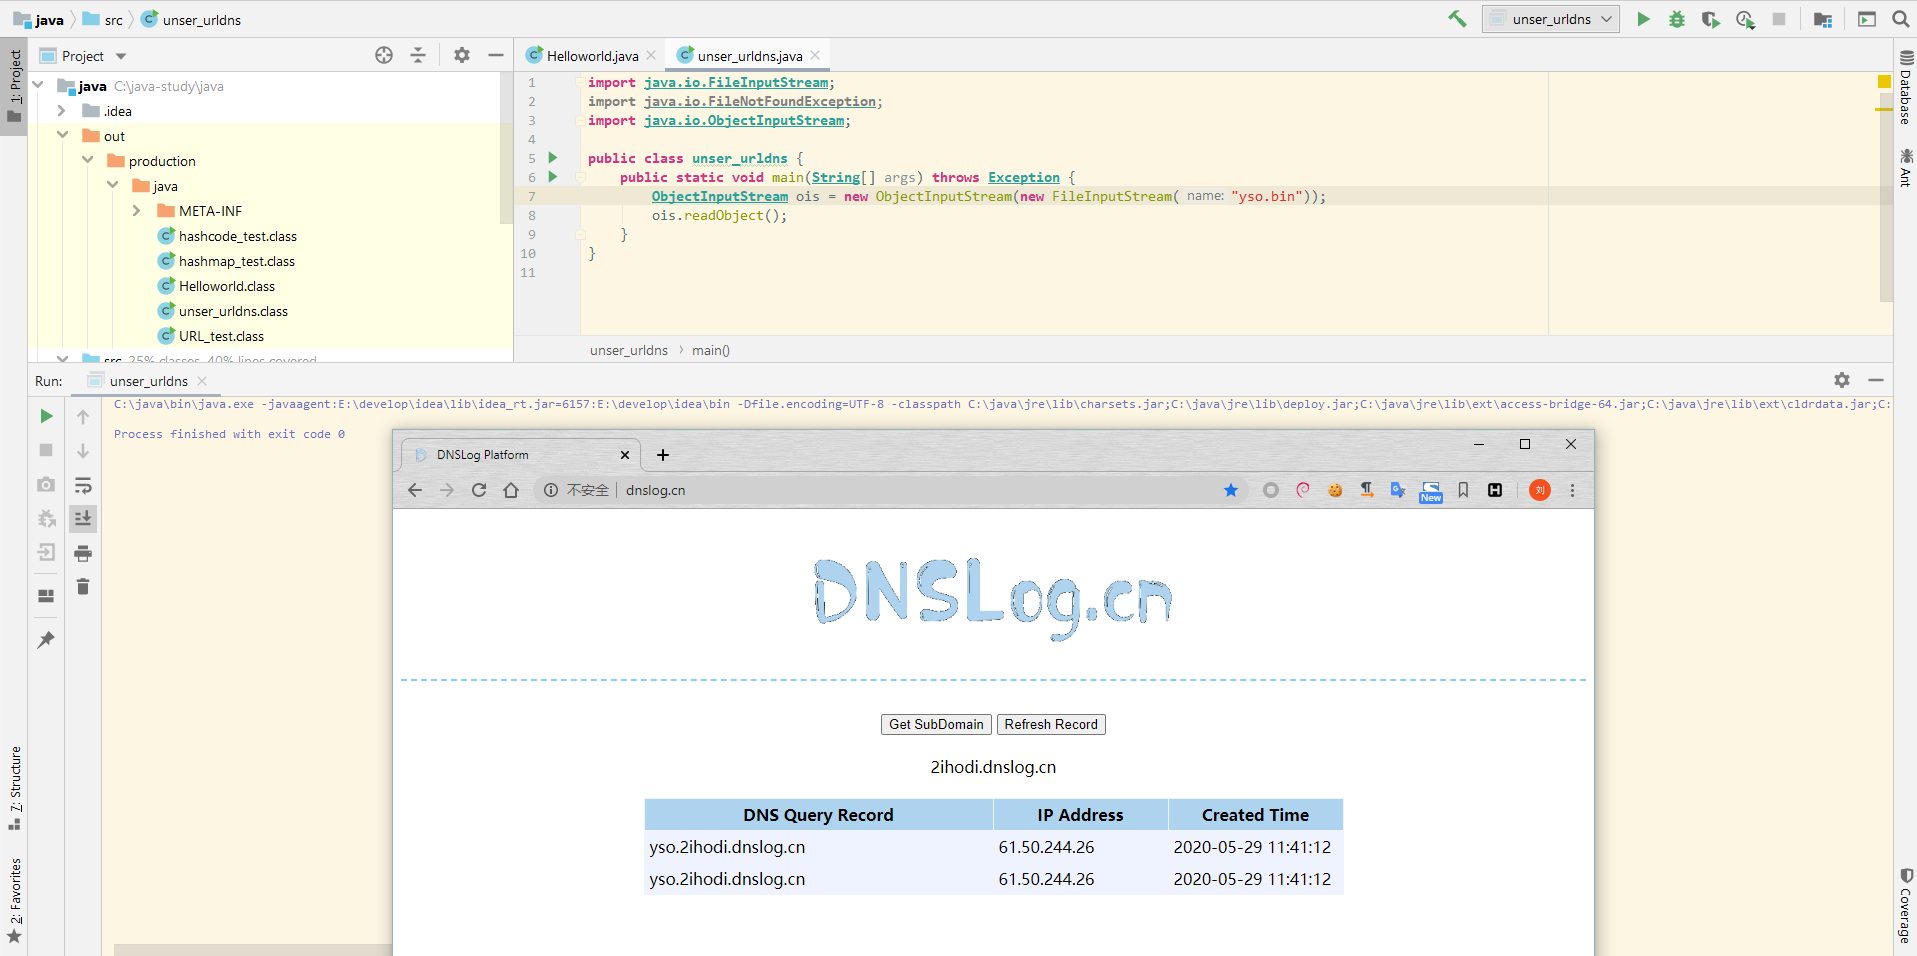 java src unser_urldns
unser_urldns
1: Project
Project
java C:\java-study\java
.idea
out
production
java
META-INF
hashcode_test.class
hashmap_test.class
Helloworld.class
unser_urldns.class
URL_test.class
src 25% classes, 40% lines covered
Helloworld.java
unser_urldns.java
1 import java.io.FileInputStream;
2 import java.io.FileNotFoundException;
3 import java.io.ObjectInputStream;
4
5 public class unser_urldns {
6 public static void main(String[] args) throws Exception {
7 ObjectInputStream ois = new ObjectInputStream(new FileInputStream( name: "yso.bin"));
8 ois.readObject();
9 }
10 }
11
unser_urldns › main()
Database
Ant
Run: unser_urldns
C:\java\bin\java.exe -javaagent:E:\develop\idea\lib\idea_rt.jar=6157:E:\develop\idea\bin -Dfile.encoding=UTF-8 -classpath C:\java\jre\lib\charsets.jar;C:\java\jre\lib\deploy.jar;C:\java\jre\lib\ext\access-bridge-64.jar;C:\java\jre\lib\ext\cldrdata.jar;C:
Process finished with exit code 0
DNSLog Platform
不安全 dnslog.cn
New
刘
DNSLog.cn
Get SubDomain Refresh Record
2ihodi.dnslog.cn
DNS Query Record IP Address Created Time
yso.2ihodi.dnslog.cn 61.50.244.26 2020-05-29 11:41:12
yso.2ihodi.dnslog.cn 61.50.244.26 2020-05-29 11:41:12
7: Structure
2: Favorites
Coverage